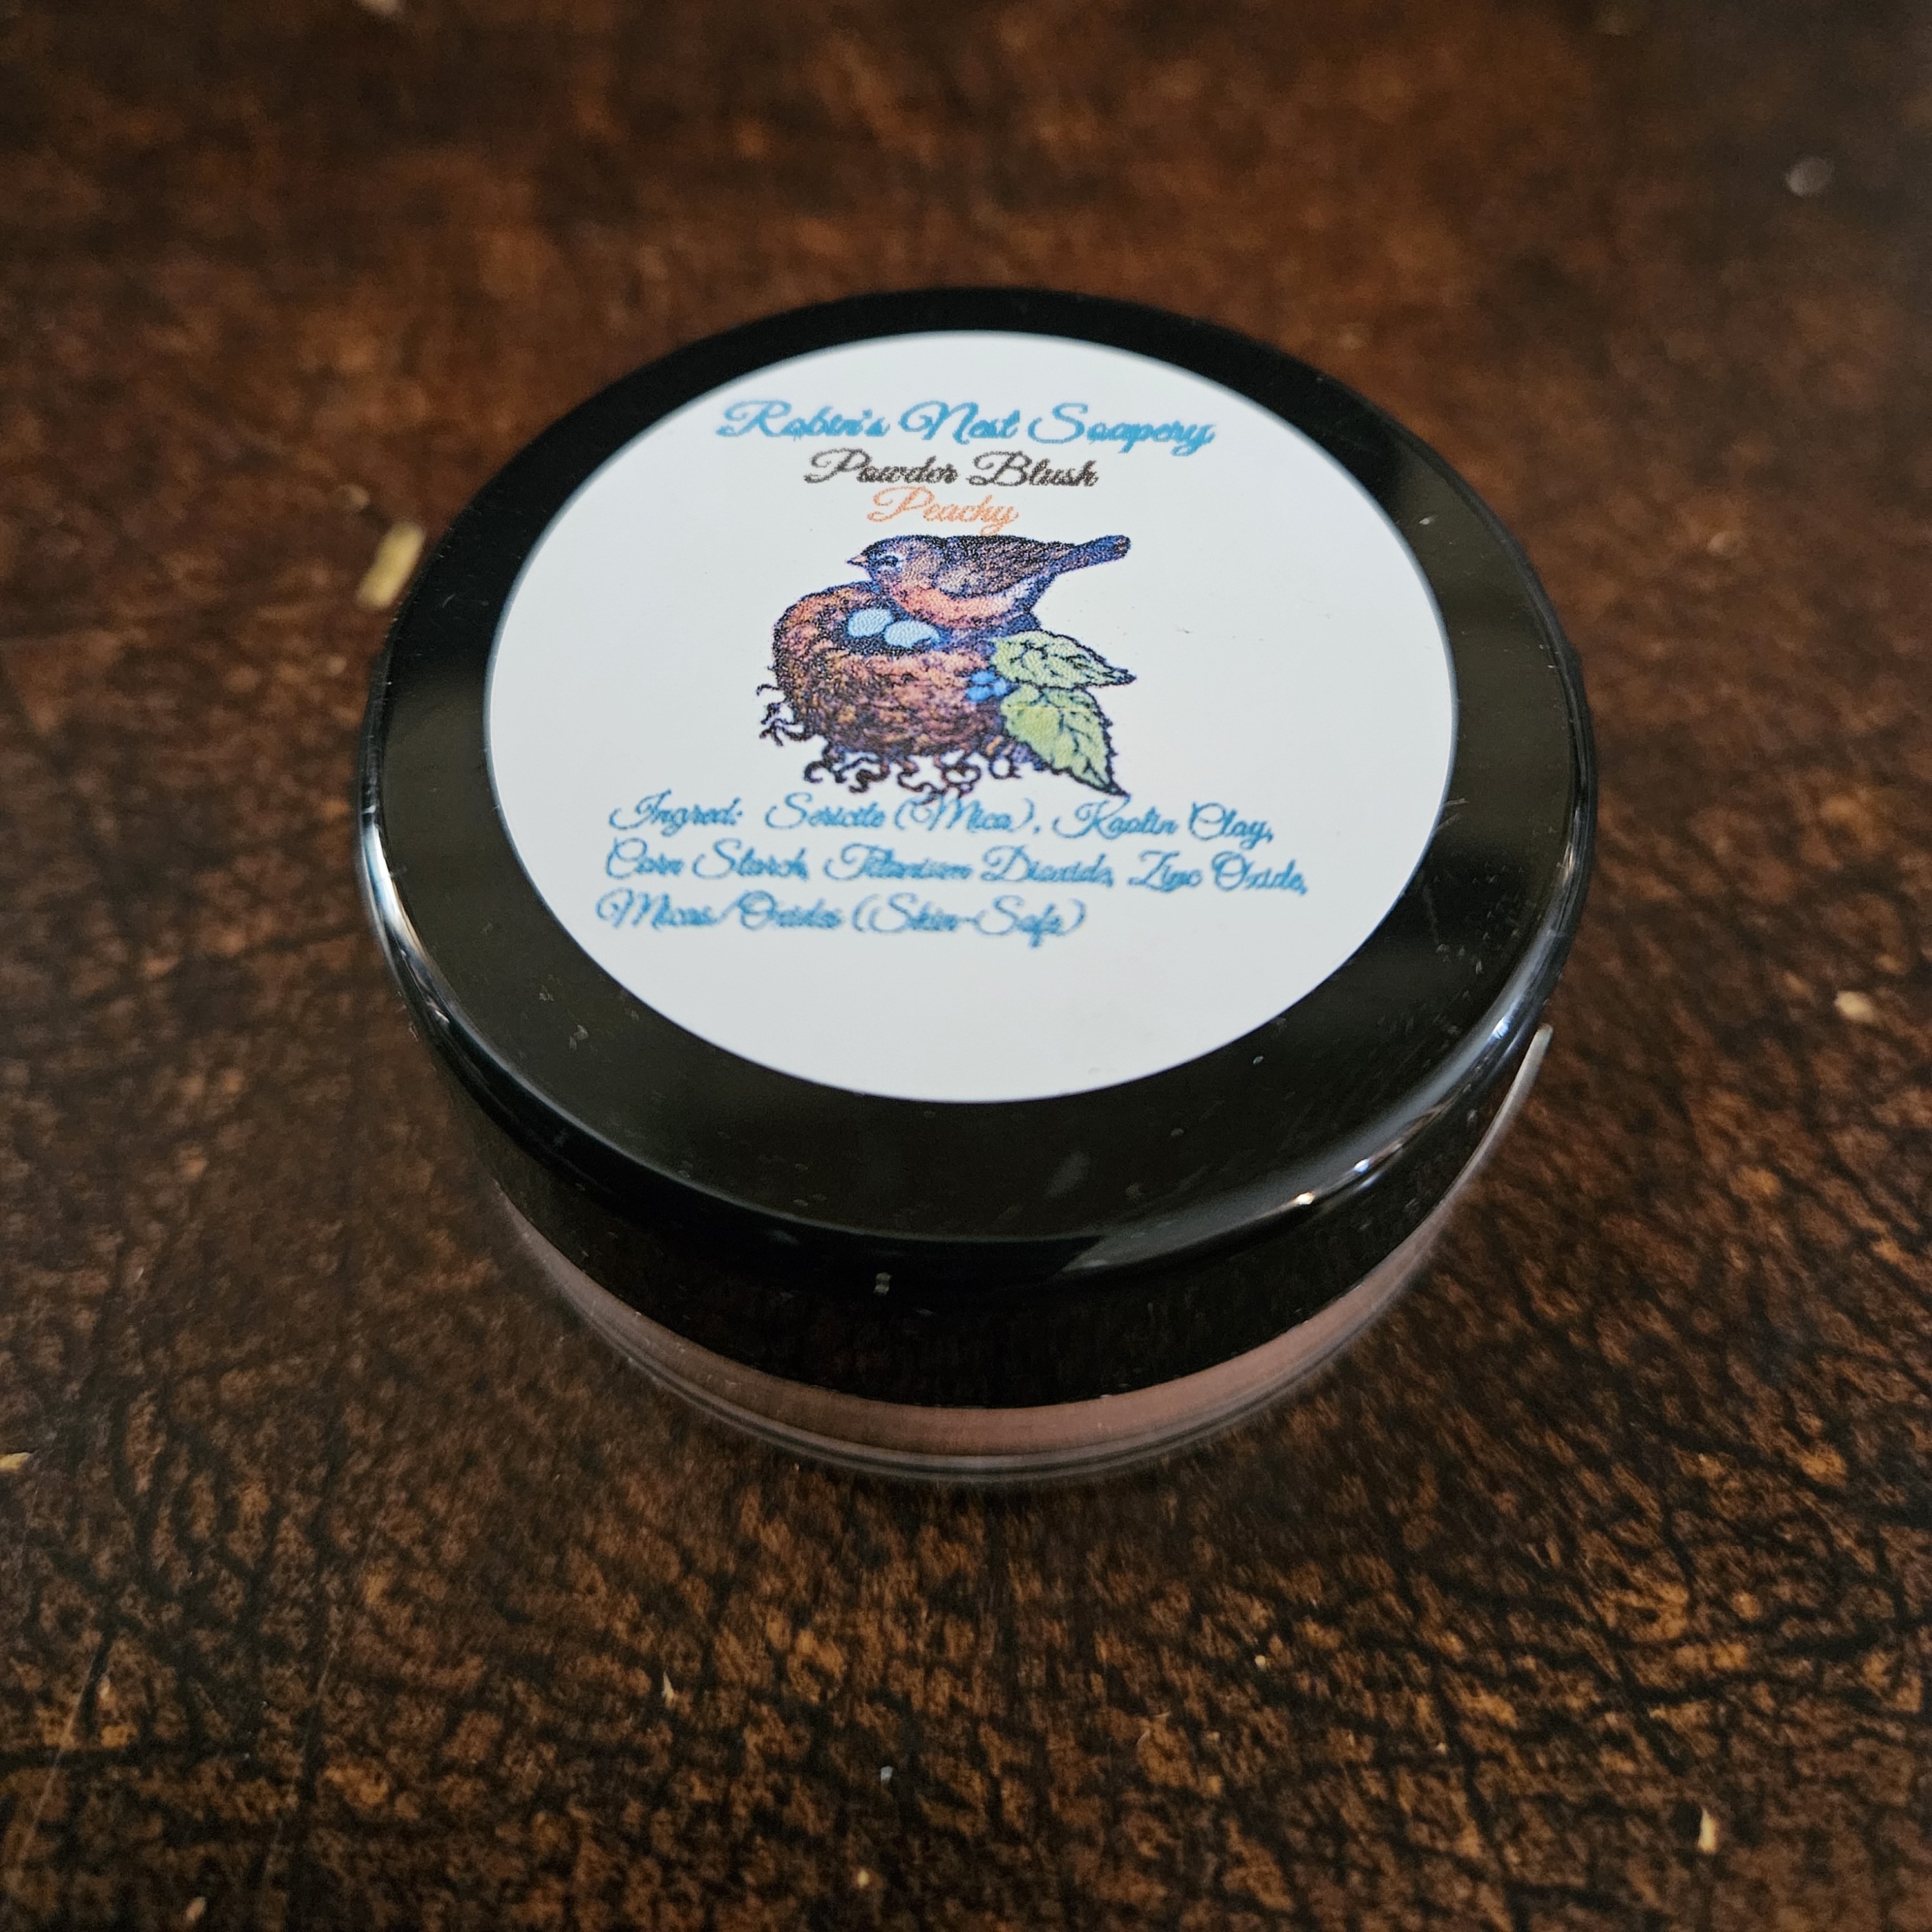 Robin's Nest Soapery
Powder Blush
Peachy
Ingred: Sericite (Mica), Kaolin Clay,
Corn Starch, Titanium Dioxide, Zinc Oxide,
Micas/Oxides (Skin-Safe)